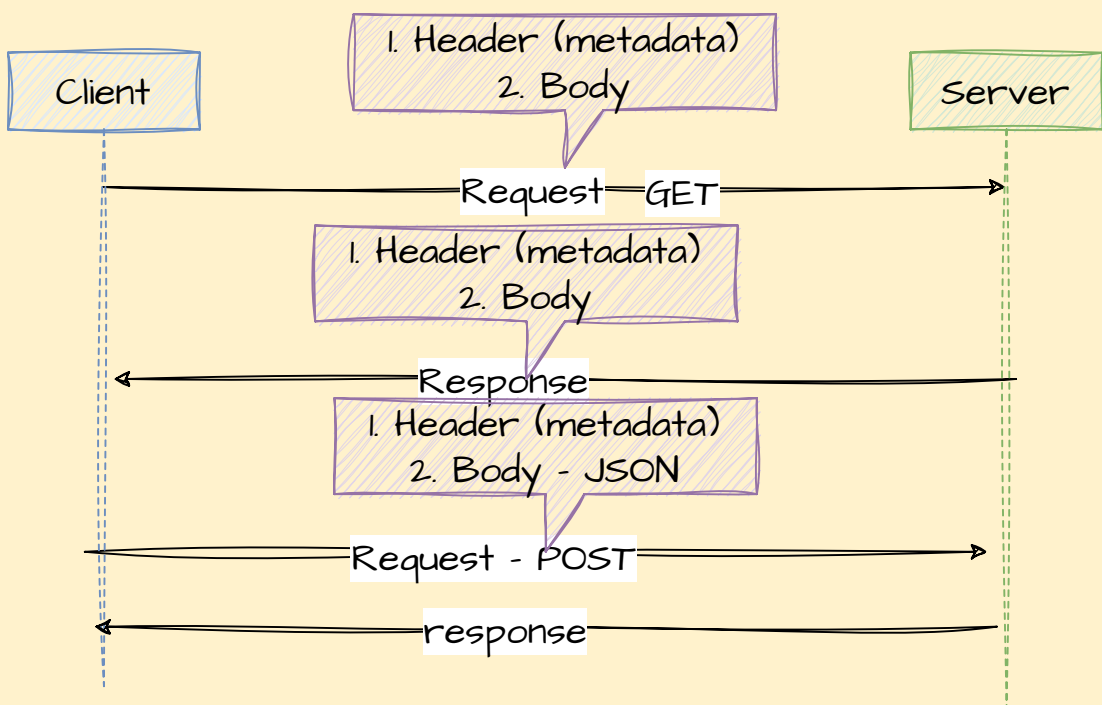 Client
1. Header (metadata)
2. Body
Server
Request
GET
1. Header (metadata)
2. Body
Response
1. Header (metadata)
2. Body - JSON
Request - POST
response